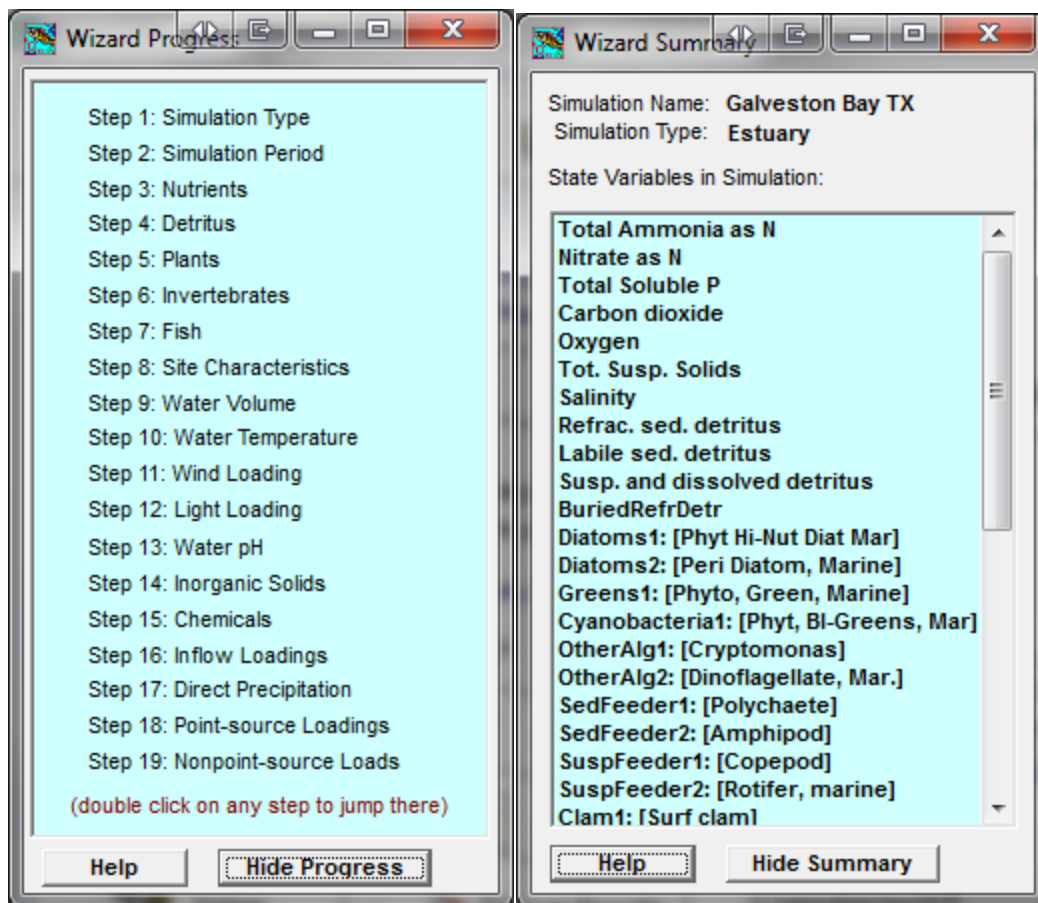 Wizard Progress
Step 1: Simulation Type
Step 2: Simulation Period
Step 3: Nutrients
Step 4: Detritus
Step 5: Plants
Step 6: Invertebrates
Step 7: Fish
Step 8: Site Characteristics
Step 9: Water Volume
Step 10: Water Temperature
Step 11: Wind Loading
Step 12: Light Loading
Step 13: Water pH
Step 14: Inorganic Solids
Step 15: Chemicals
Step 16: Inflow Loadings
Step 17: Direct Precipitation
Step 18: Point-source Loadings
Step 19: Nonpoint-source Loads
(double click on any step to jump there)
Help
Hide Progress
Wizard Summary
Simulation Name: Galveston Bay TX
Simulation Type: Estuary
State Variables in Simulation:
Total Ammonia as N
Nitrate as N
Total Soluble P
Carbon dioxide
Oxygen
Tot. Susp. Solids
Salinity
Refrac. sed. detritus
Labile sed. detritus
Susp. and dissolved detritus
BuriedRefrDetr
Diatoms1: [Phyt Hi-Nut Diat Mar]
Diatoms2: [Peri Diatom, Marine]
Greens1: [Phyto, Green, Marine]
Cyanobacteria1: [Phyt, Bl-Greens, Mar]
OtherAlg1: [Cryptomonas]
OtherAlg2: [Dinoflagellate, Mar.]
SedFeeder1: [Polychaete]
SedFeeder2: [Amphipod]
SuspFeeder1: [Copepod]
SuspFeeder2: [Rotifer, marine]
Clam1: [Surf clam]
Help
Hide Summary